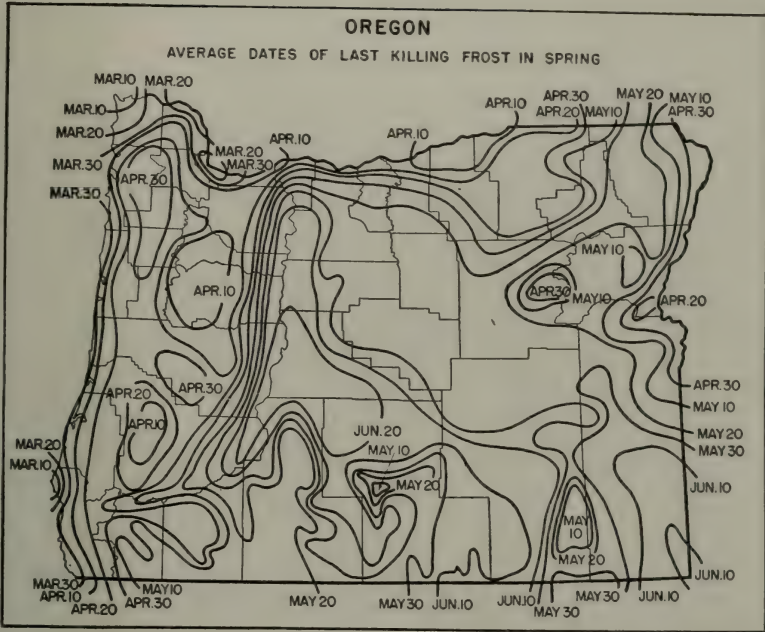 OREGON
AVERAGE DATES OF LAST KILLING FROST IN SPRING
MAR.10 MAR.20
MAR.10
MAR.20
MAR.30
MAR.30
APR.30
MAR.20
MAR.30
APR.10
APR.10
APR.10
APR.30
APR.20 MAY10
MAY 20
MAY 10
APR.30
APR.10
MAY 10
APR.30
MAY10
APR.20
APR.30
APR.20
APR.10
APR.30
MAY 10
MAY 20
MAY 30
JUN.10
MAR.20
MAR.10
JUN.20
MAY 10
MAY 20
MAY
10
MAY 20
JUN.10
MAR.30
APR.10
APR.20
APR.30
MAY10
MAY 20
MAY 30
JUN.10
JUN.10
MAY 30
MAY 30
JUN.10